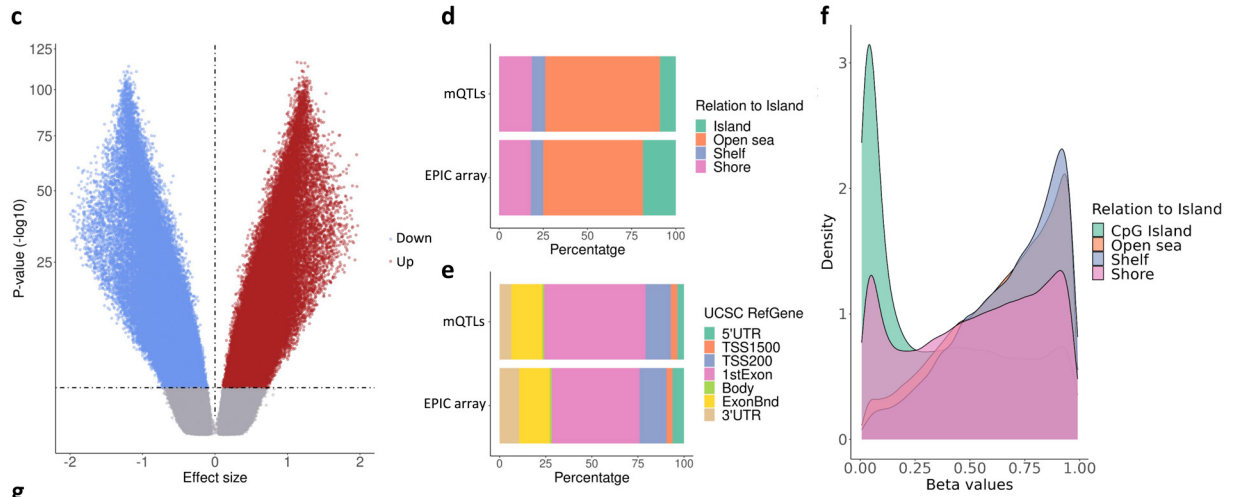 c
125
100
75
50
25
P-value (-log10)
-2 -1 0 1 2
Effect size
Down
Up
d
mQTLs
EPIC array
0 25 50 75 100
Percentatge
Relation to Island
Island
Open sea
Shelf
Shore
e
mQTLs
EPIC array
0 25 50 75 100
Percentatge
UCSC RefGene
5'UTR
TSS1500
TSS200
1stExon
Body
ExonBnd
3'UTR
f
3
2
1
0
Density
0.00 0.25 0.50 0.75 1.00
Beta values
Relation to Island
CpG Island
Open sea
Shelf
Shore
g